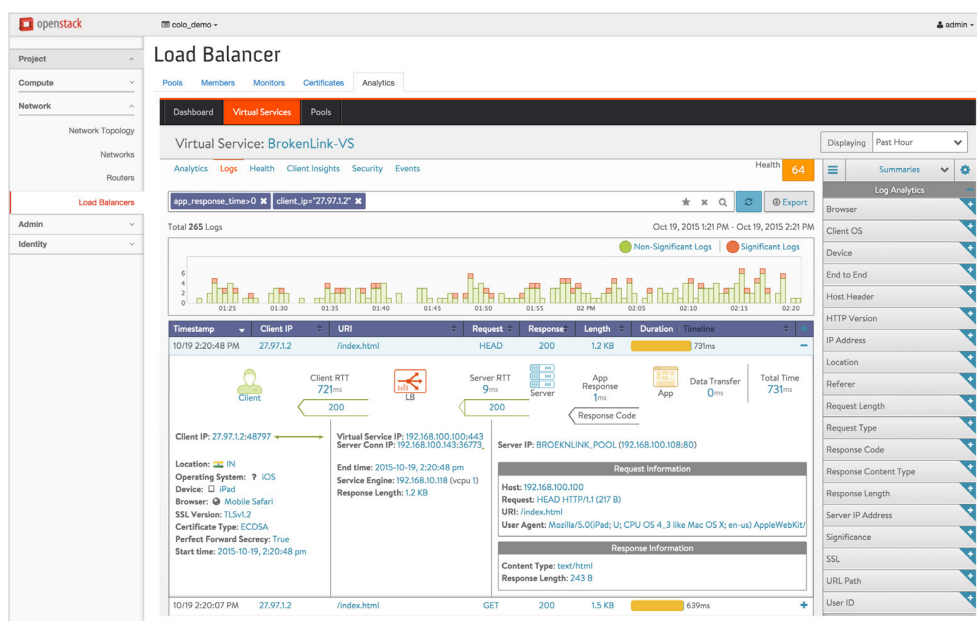 openstack
colo_demo
admin
Project
Compute
Network
Network Topology
Networks
Routers
Load Balancers
Admin
Identity
Load Balancer
Pools Members Monitors Certificates Analytics
Dashboard Virtual Services Pools
Virtual Service: BrokenLink-VS
Displaying Past Hour
Analytics Logs Health Client Insights Security Events
Health 64
app_response_time>0 client_ip="27.97.1.2"
Export
Total 265 Logs
Oct 19, 2015 1:21 PM - Oct 19, 2015 2:21 PM
Non-Significant Logs Significant Logs
6
4
2
0
01:25 01:30 01:35 01:40 01:45 01:50 01:55 02 PM 02:05 02:10 02:15 02:20
Timestamp Client IP URI Request Response Length Duration Timeline
10/19 2:20:48 PM 27.97.1.2 /index.html HEAD 200 1.2 KB 731ms
Client
Client RTT
721ms
200
LB
Server RTT
9ms
200
Server
App
Response
1ms
Response Code
App
Data Transfer
0ms
Total Time
731ms
Client IP: 27.97.1.2:48797
Location: IN
Operating System: ? iOS
Device: iPad
Browser: Mobile Safari
SSL Version: TLSv1.2
Certificate Type: ECDSA
Perfect Forward Secrecy: True
Start time: 2015-10-19, 2:20:48 pm
Virtual Service IP: 192.168.100.100:443
Server Conn IP: 192.168.100.143:36773
End time: 2015-10-19, 2:20:48 pm
Service Engine: 192.168.10.118 (vcpu 1)
Response Length: 1.2 KB
Server IP: BROEKNLINK_POOL (192.168.100.108:80)
Request Information
Host: 192.168.100.100
Request: HEAD HTTP/1.1 (217 B)
URI: /index.html
User Agent: Mozilla/5.0(iPad; U; CPU OS 4_3 like Mac OS X; en-us) AppleWebKit/
Response Information
Content Type: text/html
Response Length: 243 B
10/19 2:20:07 PM 27.97.1.2 /index.html GET 200 1.5 KB 639ms
Summaries
Log Analytics
Browser
Client OS
Device
End to End
Host Header
HTTP Version
IP Address
Location
Referer
Request Length
Request Type
Response Code
Response Content Type
Response Length
Server IP Address
Significance
SSL
URL Path
User ID